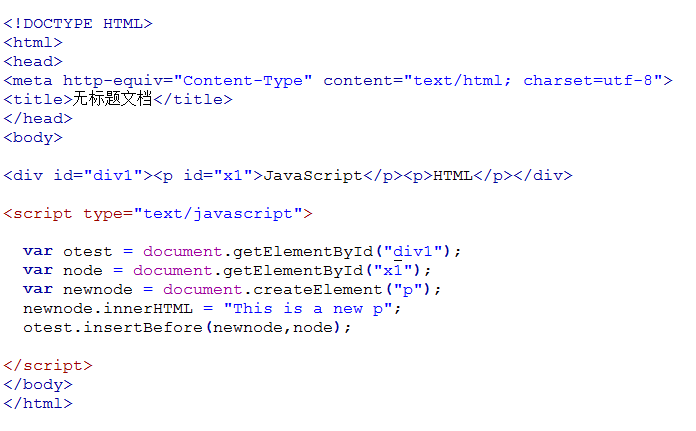 <!DOCTYPE HTML>
<html>
<head>
<meta http-equiv="Content-Type" content="text/html; charset=utf-8">
<title>无标题文档</title>
</head>
<body>
<div id="div1"><p id="x1">JavaScript</p><p>HTML</p></div>
<script type="text/javascript">
var otest = document.getElementById("div1");
var node = document.getElementById("x1");
var newnode = document.createElement("p");
newnode.innerHTML = "This is a new p";
otest.insertBefore(newnode,node);
</script>
</body>
</html>